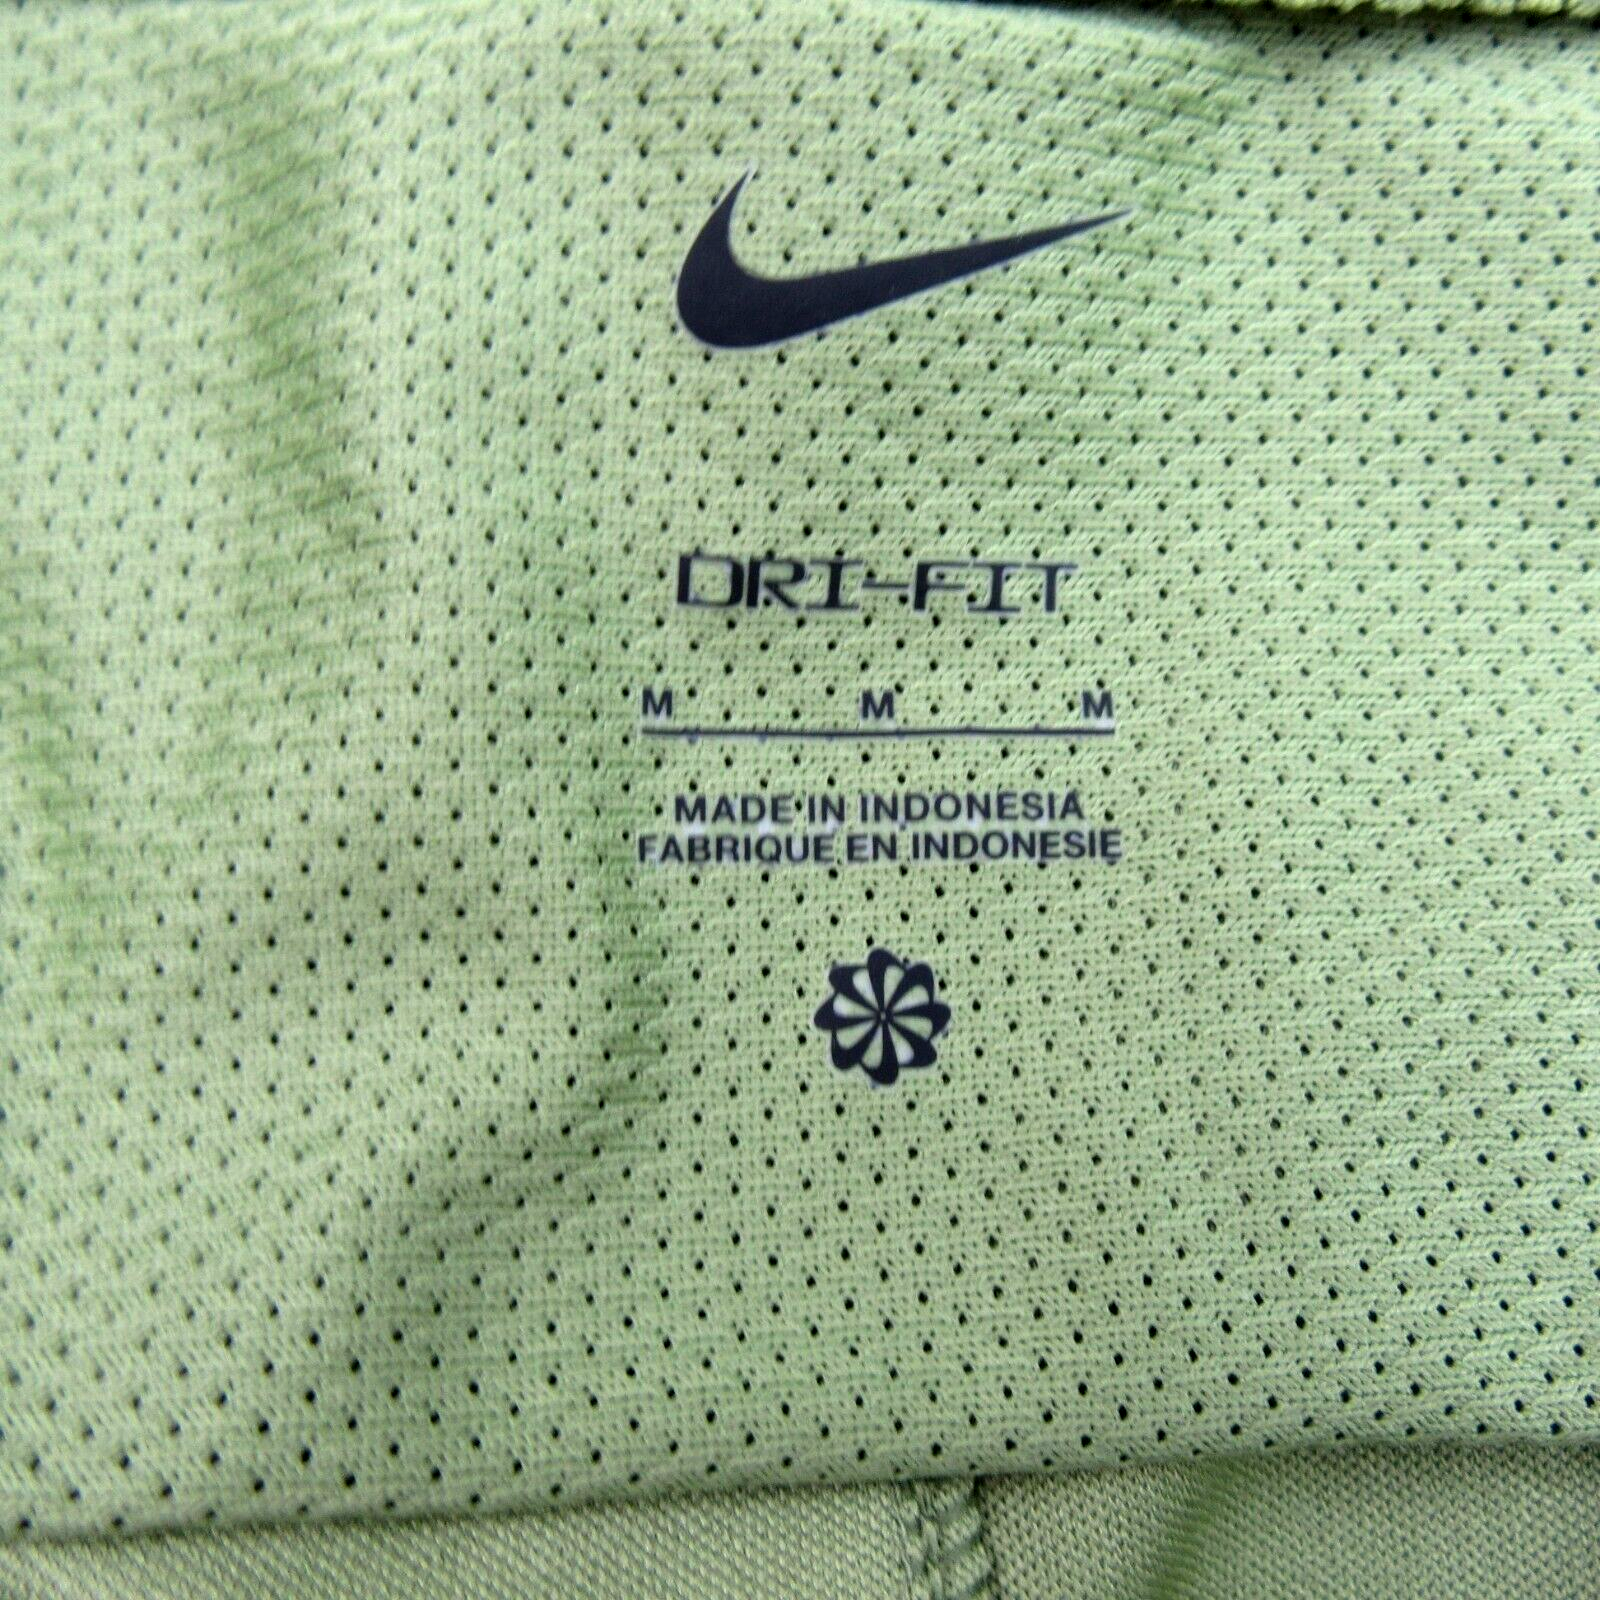 DRI-FIT
M M M
MADE IN INDONESIA
FABRIQUE EN INDONESIE